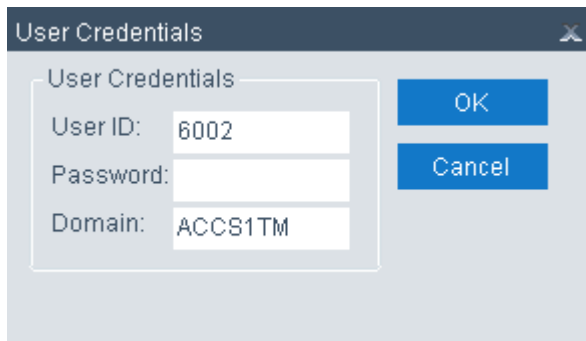 User Credentials
User Credentials
User ID: 6002
OK
Password:
Cancel
Domain: ACCS1TM